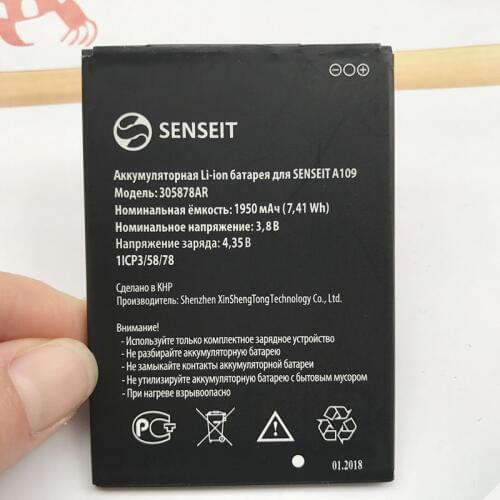 SENSEIT
Аккумуляторная Li-ion батарея для SENSEIT A109
Модель: 305878AR
Номинальная ёмкость: 1950 мАч (7,41 Wh)
Номинальное напряжение: 3,8 В
Напряжение заряда: 4,35 В
1ICP3/58/78
Сделано в КНР
Производитель: Shenzhen XinShengTong Technology Co., Ltd.
Внимание!
- Используйте только комплектное зарядное устройство
- Не разбирайте аккумуляторную батарею
- Не замыкайте контакты аккумуляторной батареи
- Не утилизируйте аккумуляторную батарею с бытовым мусором
- При нагреве взрывоопасно
01.2018